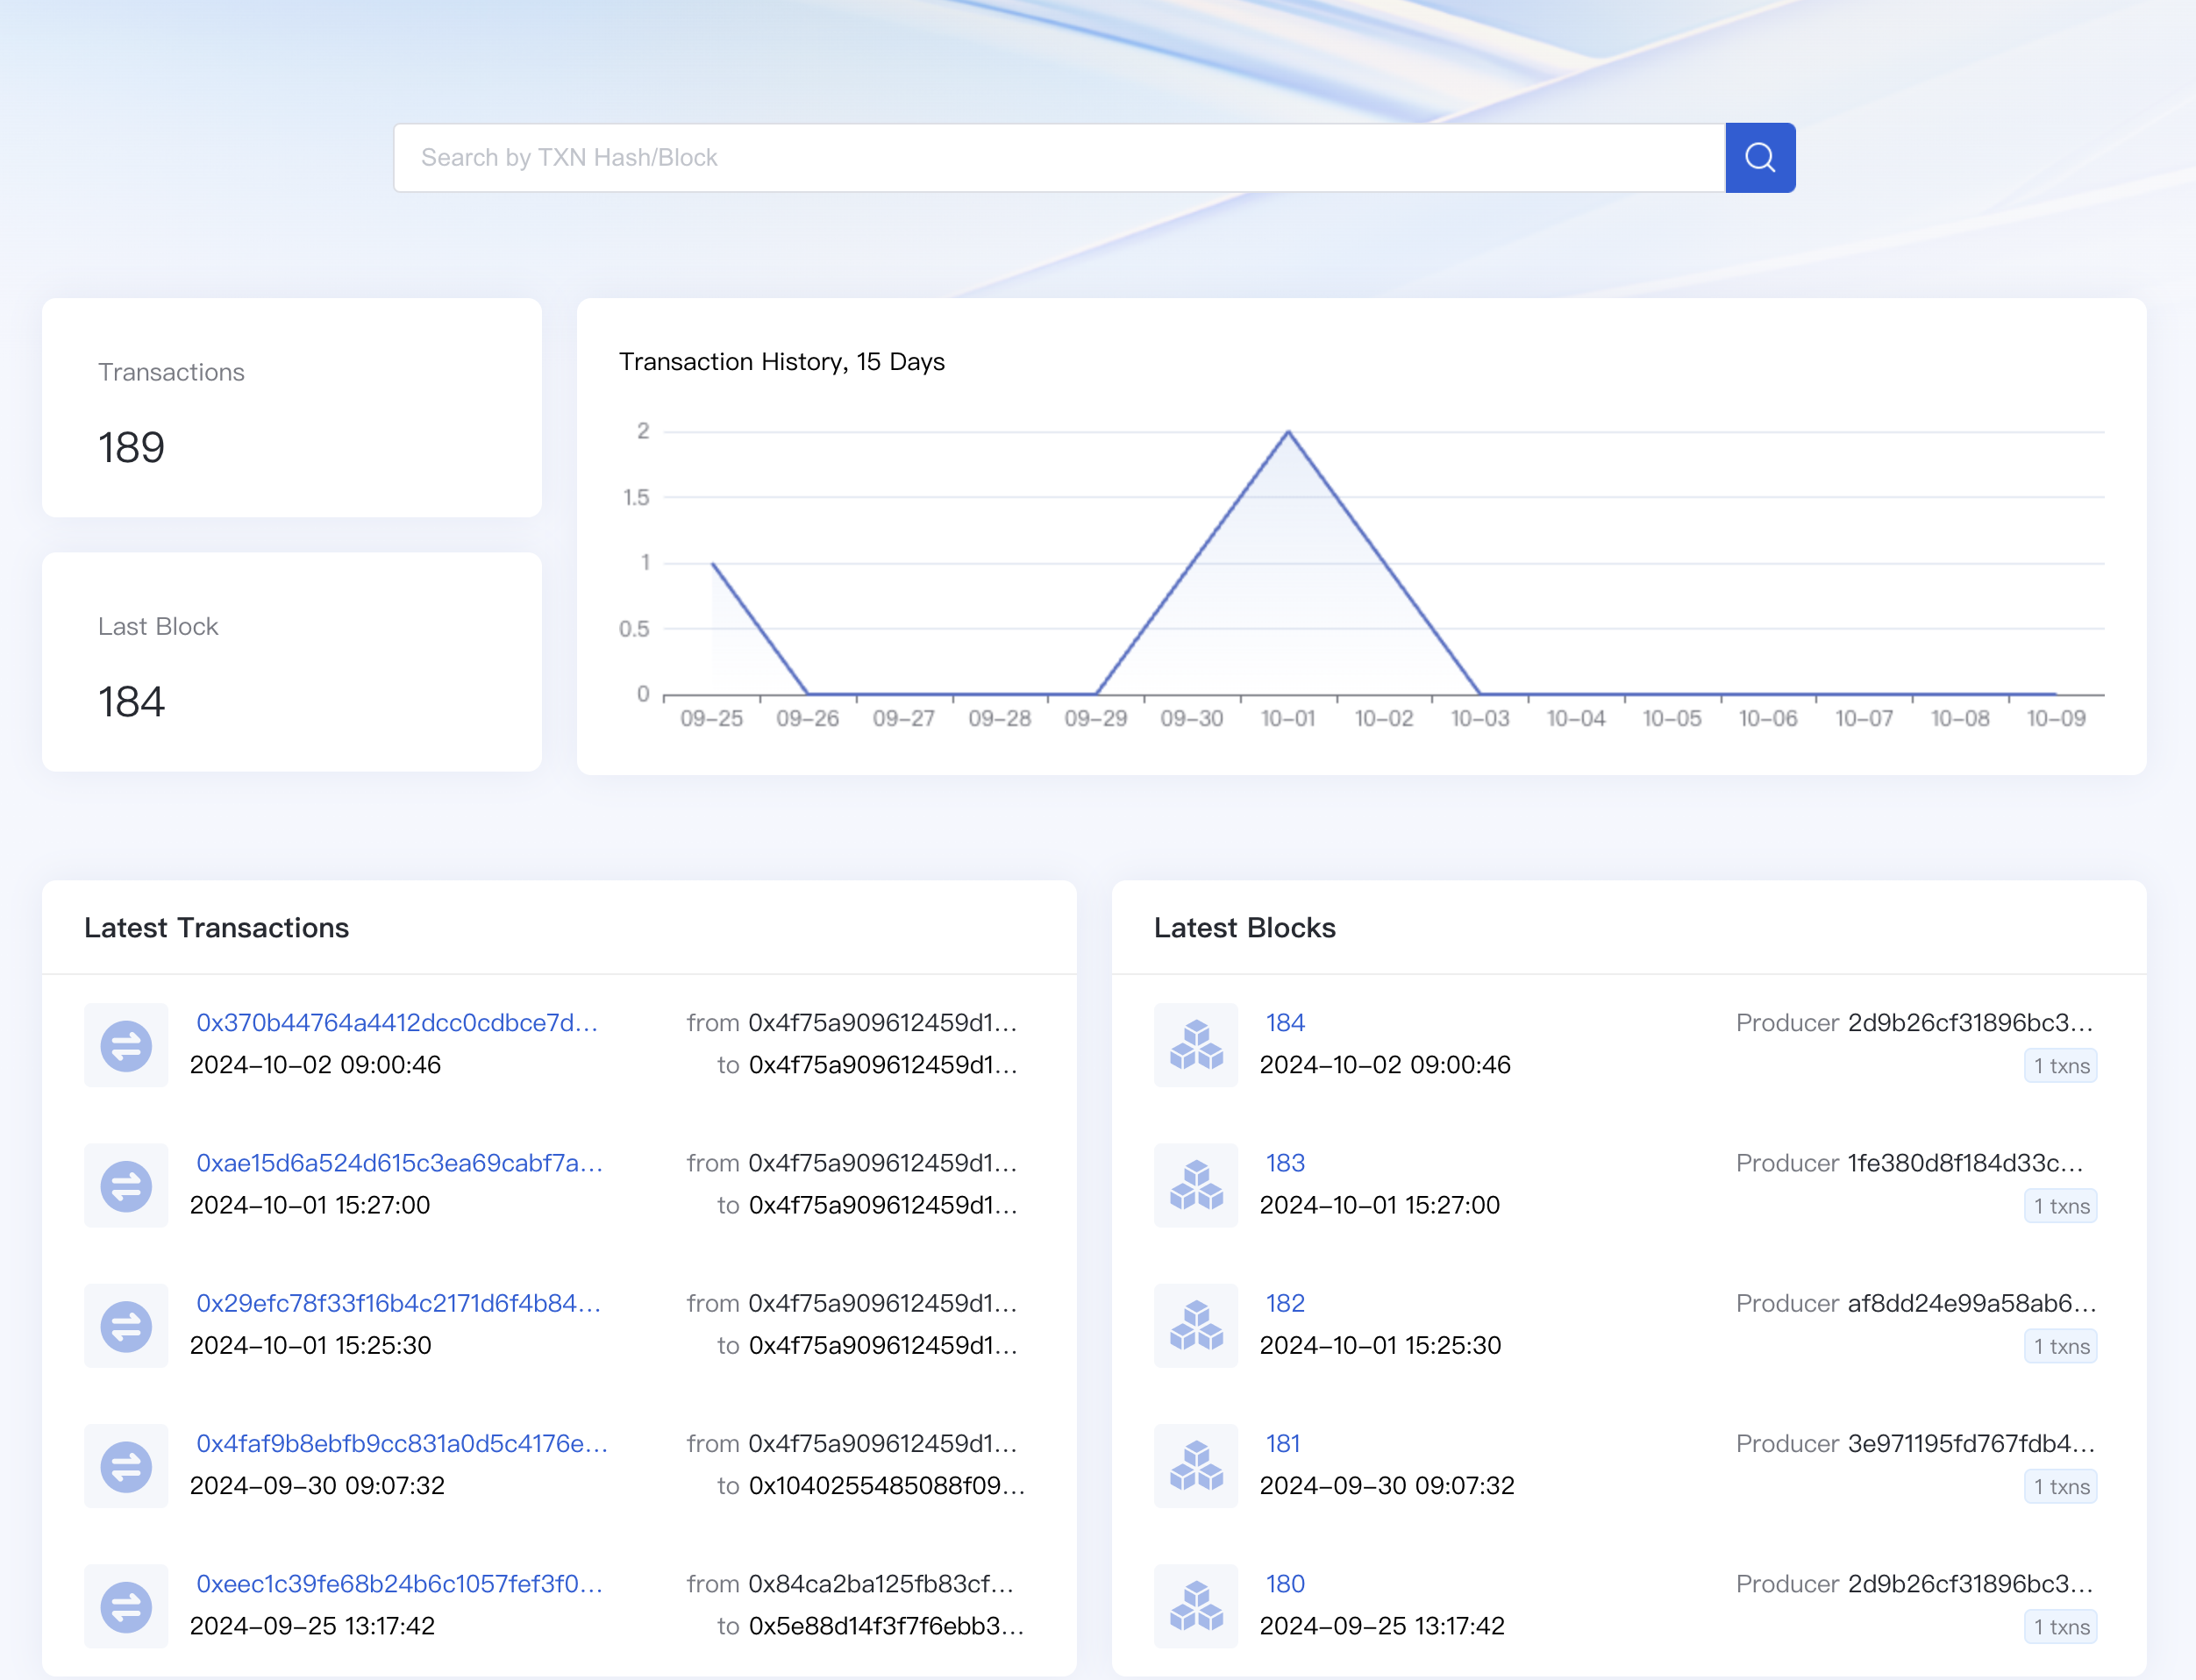 Search by TXN Hash/Block
Transactions
189
Last Block
184
Transaction History, 15 Days
2
1.5
1
0.5
0
09-25 09-26 09-27 09-28 09-29 09-30 10-01 10-02 10-03 10-04 10-05 10-06 10-07 10-08 10-09
Latest Transactions
0x370b44764a4412dcc0cdbce7d... from 0x4f75a909612459d1...
2024-10-02 09:00:46 to 0x4f75a909612459d1...
0xae15d6a524d615c3ea69cabf7a... from 0x4f75a909612459d1...
2024-10-01 15:27:00 to 0x4f75a909612459d1...
0x29efc78f33f16b4c2171d6f4b84... from 0x4f75a909612459d1...
2024-10-01 15:25:30 to 0x4f75a909612459d1...
0x4faf9b8ebfb9cc831a0d5c4176e... from 0x4f75a909612459d1...
2024-09-30 09:07:32 to 0x1040255485088f09...
0xeec1c39fe68b24b6c1057fef3f0... from 0x84ca2ba125fb83cf...
2024-09-25 13:17:42 to 0x5e88d14f3f7f6ebb3...
Latest Blocks
184 Producer 2d9b26cf31896bc3...
2024-10-02 09:00:46 1 txns
183 Producer 1fe380d8f184d33c...
2024-10-01 15:27:00 1 txns
182 Producer af8dd24e99a58ab6...
2024-10-01 15:25:30 1 txns
181 Producer 3e971195fd767fdb4...
2024-09-30 09:07:32 1 txns
180 Producer 2d9b26cf31896bc3...
2024-09-25 13:17:42 1 txns